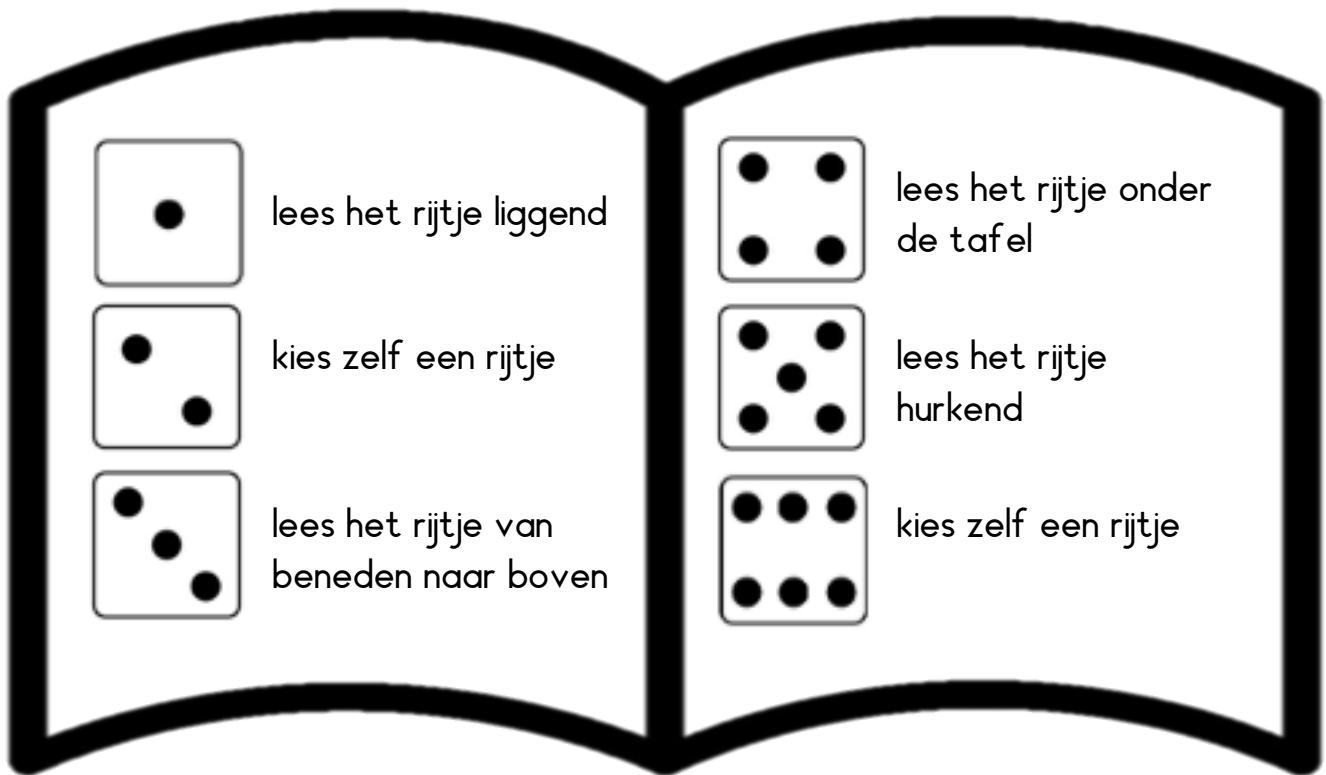 lees het rijtje liggend
kies zelf een rijtje
lees het rijtje van
beneden naar boven
lees het rijtje onder
de tafel
lees het rijtje
hurkend
kies zelf een rijtje